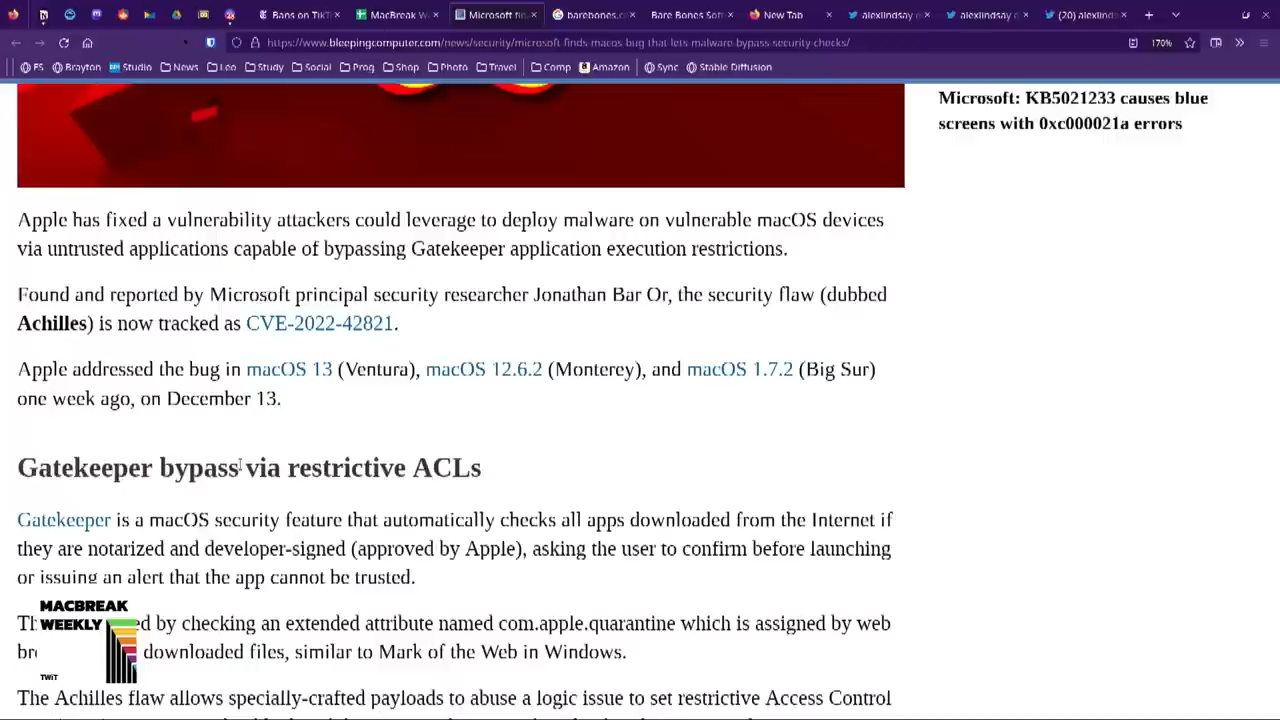 Bans on TikT
MacBreak W
Microsoft fin
barebones.c
Bare Bones Sof
New Tab
alexlindsay
alexlindsay
(20) alexlinds
https://www.bleepingcomputer.com/news/security/microsoft-finds-macos-bug-that-lets-malware-bypass-security-checks/
170%
FS Brayton Studio News Leo Study Social Prog Shop Photo Travel Comp Amazon Sync Stable Diffusion
Microsoft: KB5021233 causes blue
screens with 0xc000021a errors
Apple has fixed a vulnerability attackers could leverage to deploy malware on vulnerable macOS devices
via untrusted applications capable of bypassing Gatekeeper application execution restrictions.
Found and reported by Microsoft principal security researcher Jonathan Bar Or, the security flaw (dubbed
Achilles) is now tracked as CVE-2022-42821.
Apple addressed the bug in macOS 13 (Ventura), macOS 12.6.2 (Monterey), and macOS 1.7.2 (Big Sur)
one week ago, on December 13.
Gatekeeper bypass via restrictive ACLs
Gatekeeper is a macOS security feature that automatically checks all apps downloaded from the Internet if
they are notarized and developer-signed (approved by Apple), asking the user to confirm before launching
or issuing an alert that the app cannot be trusted.
Th ed by checking an extended attribute named com.apple.quarantine which is assigned by web
br downloaded files, similar to Mark of the Web in Windows.
The Achilles flaw allows specially-crafted payloads to abuse a logic issue to set restrictive Access Control
MACBREAK
WEEKLY
TWiT